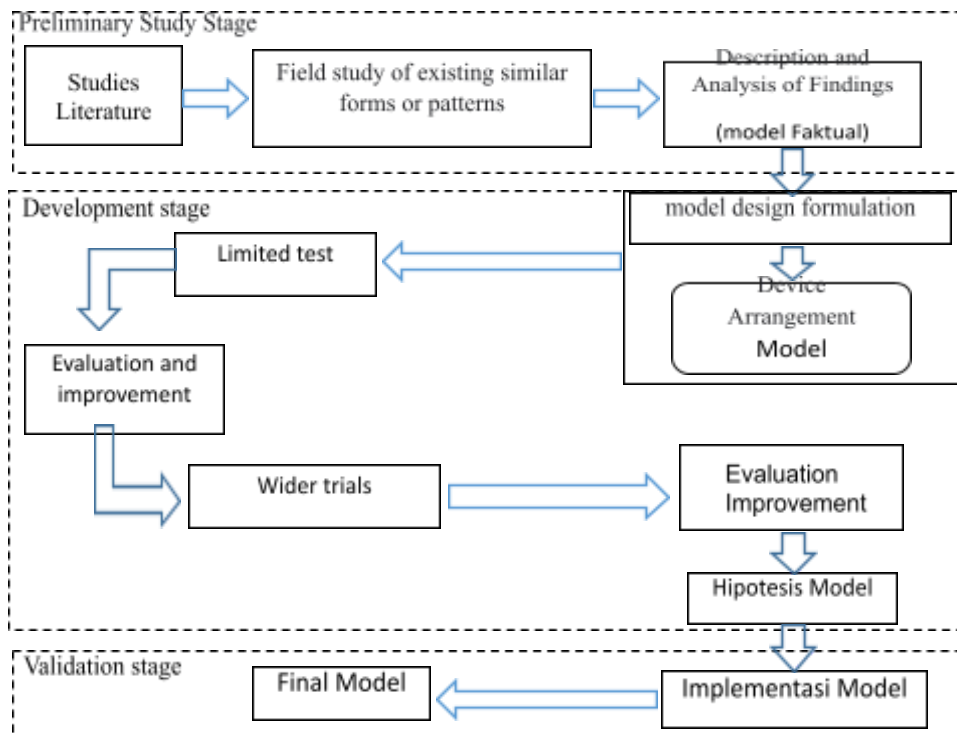 Preliminary Study Stage
Studies
Literature
Field study of existing similar
forms or patterns
Description and
Analysis of Findings
(model Faktual)
Development stage
model design formulation
Limited test
Device
Arrangement
Model
Evaluation and
improvement
Wider trials
Evaluation
Improvement
Hipotesis Model
Validation stage
Final Model
Implementasi Model